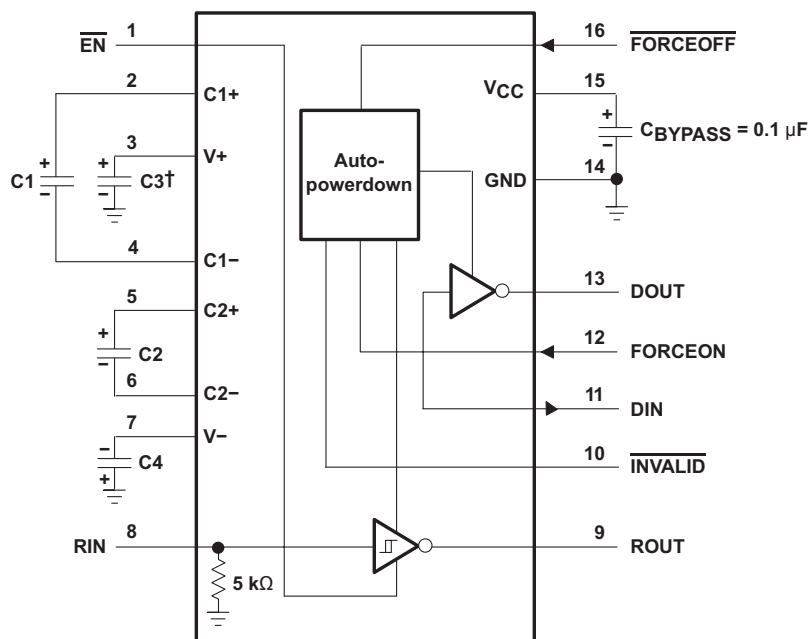 1
EN
2
C1+
3
V+
+
−
C1
+
−
C3†
4
C1−
5
C2+
+
−
C2
6
C2−
7
V−
−
+
C4
8
RIN
5 kΩ
Auto-
powerdown
16
FORCEOFF
15
VCC
+
−
CBYPASS = 0.1 µF
14
GND
13
DOUT
12
FORCEON
11
DIN
10
INVALID
9
ROUT